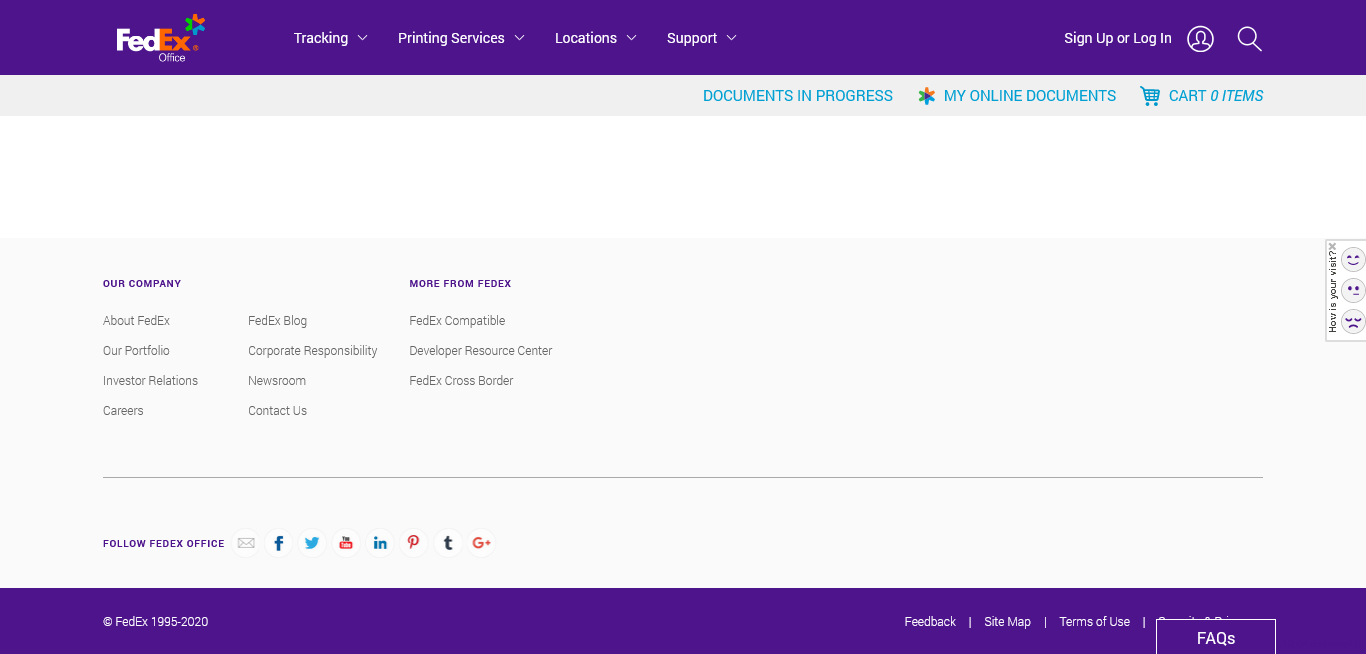 FedEx®
Office
Tracking
Printing Services
Locations
Support
Sign Up or Log In
DOCUMENTS IN PROGRESS
MY ONLINE DOCUMENTS
CART 0 ITEMS
How is your visit?
OUR COMPANY
About FedEx
Our Portfolio
Investor Relations
Careers
FedEx Blog
Corporate Responsibility
Newsroom
Contact Us
MORE FROM FEDEX
FedEx Compatible
Developer Resource Center
FedEx Cross Border
FOLLOW FEDEX OFFICE
You Tube
© FedEx 1995-2020
Feedback | Site Map | Terms of Use |
FAQs